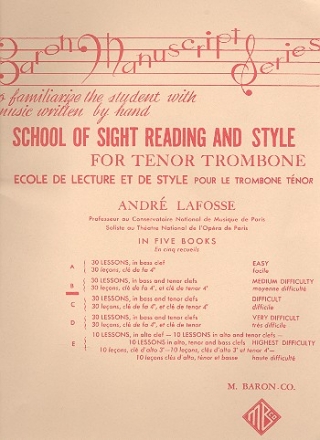 Baron Manuscript Series
to familiarize the student with
music written by hand
SCHOOL OF SIGHT READING AND STYLE
FOR TENOR TROMBONE
ECOLE DE LECTURE ET DE STYLE POUR LE TROMBONE TÉNOR
ANDRÉ LAFOSSE
Professeur au Conservatoire National de Musique de Paris
Soliste au Théatre National de l'Opéra de Paris
IN FIVE BOOKS
En cinq recueils
A 30 LESSONS, in bass clef EASY
30 leçons, clé de fa 4e facile
B 30 LESSONS, in bass and tenor clefs MEDIUM DIFFICULTY
30 leçons, clé de fa 4e, et clé de tenor 4e moyenne difficulté
C 30 LESSONS, in bass and tenor clefs DIFFICULT
30 leçons, clé de fa 4e, et clé de tenor 4e difficile
D 30 LESSONS, in bass and tenor clefs VERY DIFFICULT
30 leçons, clé de fa 4e, et clé de tenor très difficile
E 10 LESSONS, in alto clef — 10 LESSONS, in alto and tenor clefs —
10 LESSONS, in alto, tenor and bass clefs HIGHEST DIFFICULTY
10 leçons, clé d'alto 3e — 10 leçons, clés d'alto 3e et tenor 4e —
10 leçons clés d'alto, ténor et basse haute difficulté
M. BARON CO.
MB Co